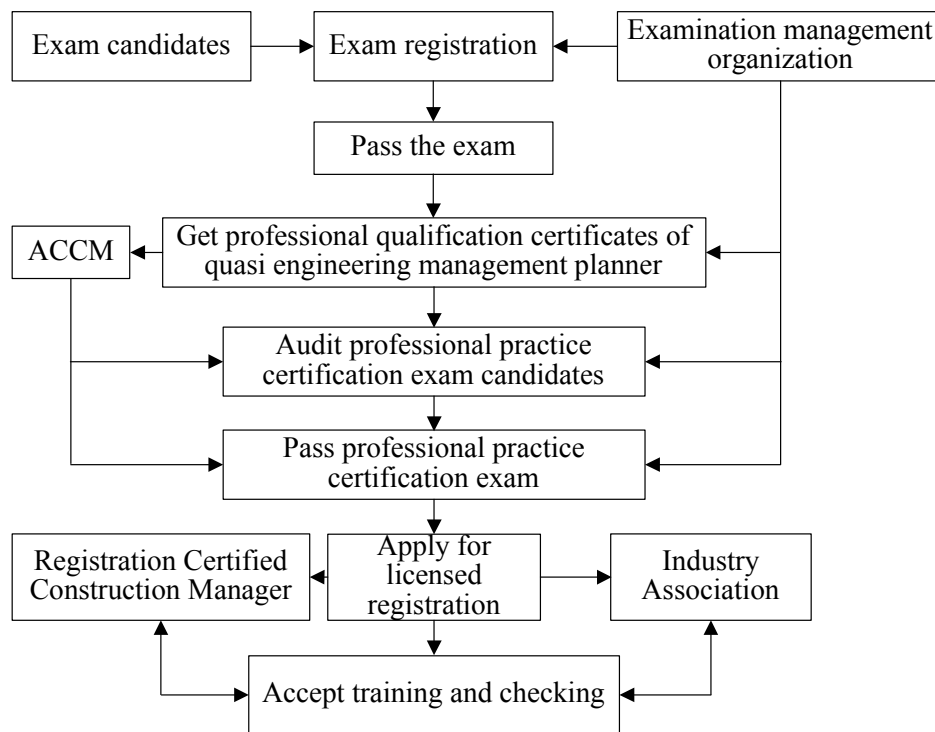 Exam candidates
Exam registration
Examination management
organization
Pass the exam
ACCM
Get professional qualification certificates of
quasi engineering management planner
Audit professional practice
certification exam candidates
Pass professional practice
certification exam
Registration Certified
Construction Manager
Apply for
licensed
registration
Industry
Association
Accept training and checking